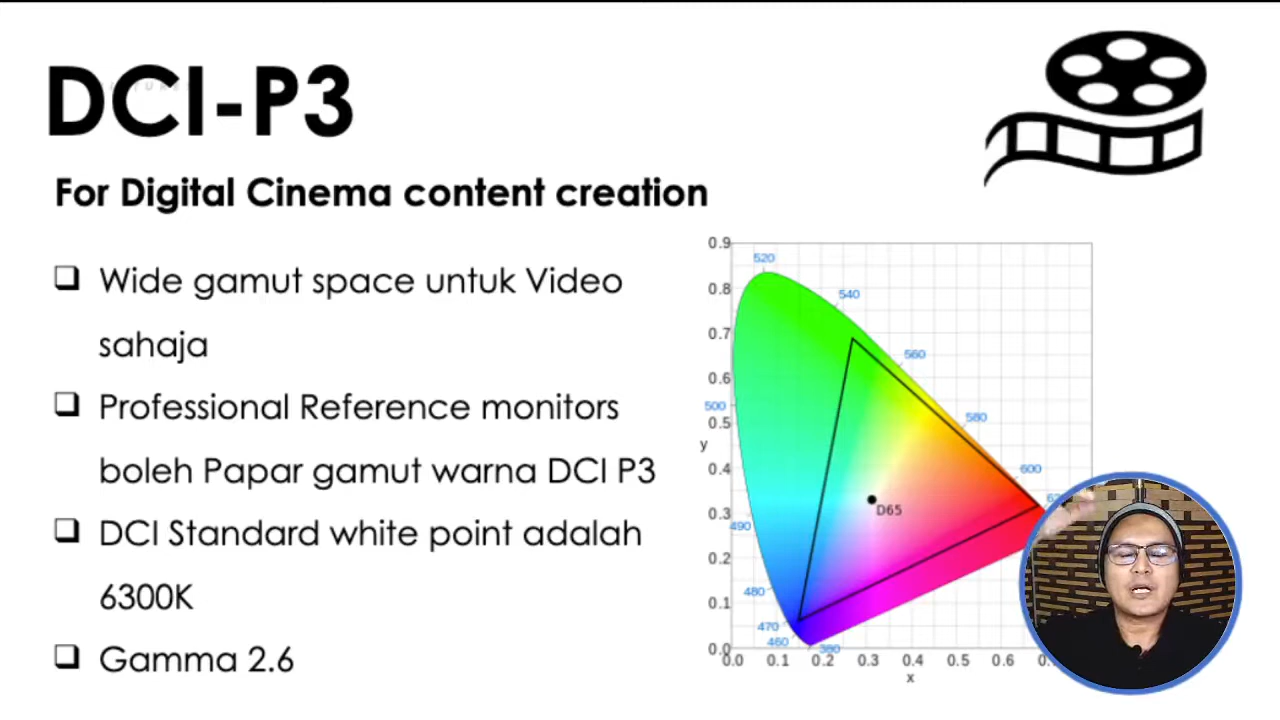 DCI-P3
For Digital Cinema content creation
❑ Wide gamut space untuk Video
sahaja
❑ Professional Reference monitors
boleh Papar gamut warna DCI P3
❑ DCI Standard white point adalah
6300K
❑ Gamma 2.6
0.9
0.8
0.7
0.6
0.5
0.4
0.3
0.2
0.1
0.0
y
520
540
560
580
600
500
490
480
470
460
380
D65
0.0 0.1 0.2 0.3 0.4 0.5 0.6
x